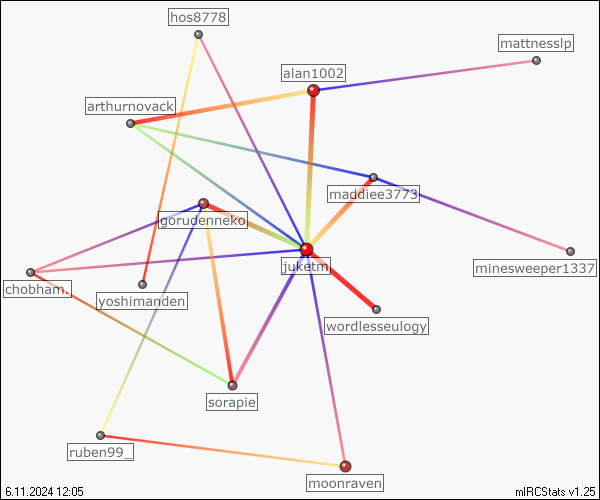 hos8778
mattnesslp
alan1002
arthurnovack
maddiee3773
gorudenneko
juketm
minesweeper1337
chobham.
yoshimanden
wordlesseulogy
sorapie
ruben99_
moonraven
6.11.2024 12:05
mIRCStats v1.25